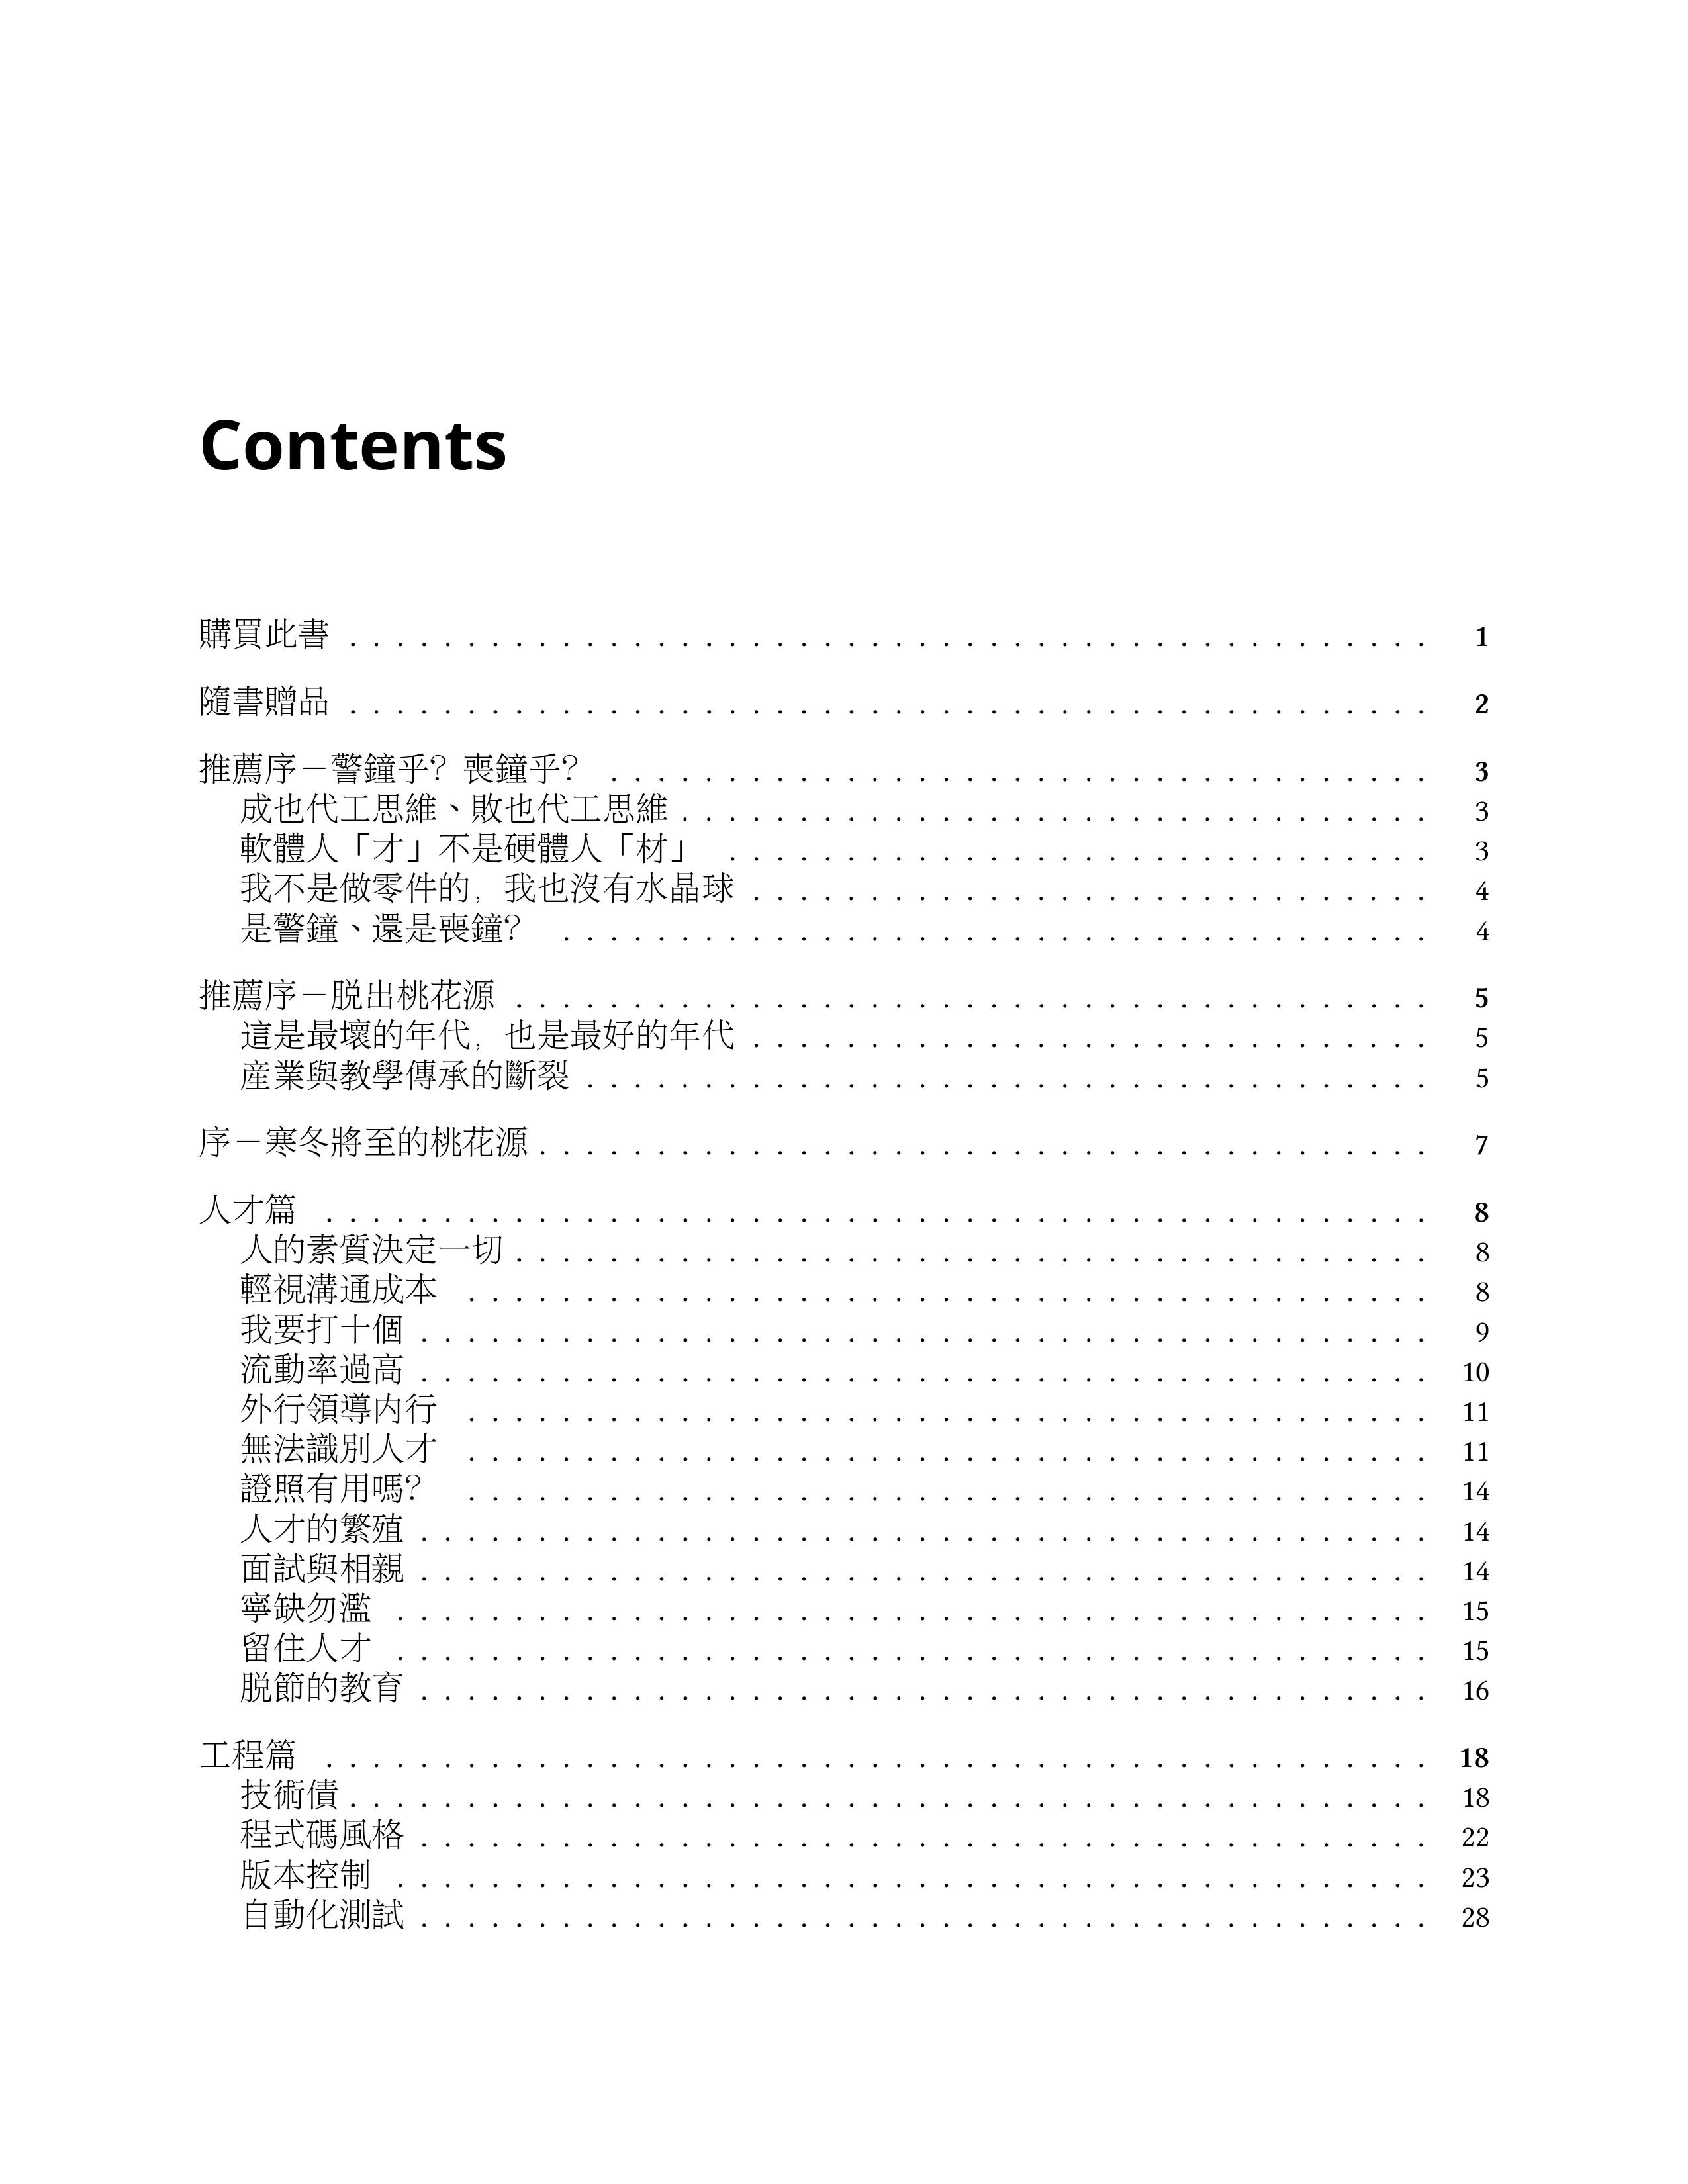 Contents
購買此書 . . . . . . . . . . . . . . . . . . . . . . . . . . . . . . . . . . . . . . . . . . . . . . 1
隨書贈品 . . . . . . . . . . . . . . . . . . . . . . . . . . . . . . . . . . . . . . . . . . . . . . 2
推薦序－警鐘乎？喪鐘乎？ . . . . . . . . . . . . . . . . . . . . . . . . . . . . . . . . . . . 3
成也代工思維、敗也代工思維 . . . . . . . . . . . . . . . . . . . . . . . . . . . . . . . . 3
軟體人「才」不是硬體人「材」 . . . . . . . . . . . . . . . . . . . . . . . . . . . . . . 3
我不是做零件的，我也沒有水晶球 . . . . . . . . . . . . . . . . . . . . . . . . . . . . . 4
是警鐘、還是喪鐘？ . . . . . . . . . . . . . . . . . . . . . . . . . . . . . . . . . . . . . 4
推薦序－脫出桃花源 . . . . . . . . . . . . . . . . . . . . . . . . . . . . . . . . . . . . . . . 5
這是最壞的年代，也是最好的年代 . . . . . . . . . . . . . . . . . . . . . . . . . . . . . 5
產業與教學傳承的斷裂 . . . . . . . . . . . . . . . . . . . . . . . . . . . . . . . . . . . . 5
序－寒冬將至的桃花源 . . . . . . . . . . . . . . . . . . . . . . . . . . . . . . . . . . . . . . 7
人才篇 . . . . . . . . . . . . . . . . . . . . . . . . . . . . . . . . . . . . . . . . . . . . . . . 8
人的素質決定一切 . . . . . . . . . . . . . . . . . . . . . . . . . . . . . . . . . . . . . . . 8
輕視溝通成本 . . . . . . . . . . . . . . . . . . . . . . . . . . . . . . . . . . . . . . . . . 8
我要打十個 . . . . . . . . . . . . . . . . . . . . . . . . . . . . . . . . . . . . . . . . . . . 9
流動率過高 . . . . . . . . . . . . . . . . . . . . . . . . . . . . . . . . . . . . . . . . . . . 10
外行領導內行 . . . . . . . . . . . . . . . . . . . . . . . . . . . . . . . . . . . . . . . . . 11
無法識別人才 . . . . . . . . . . . . . . . . . . . . . . . . . . . . . . . . . . . . . . . . . 11
證照有用嗎？ . . . . . . . . . . . . . . . . . . . . . . . . . . . . . . . . . . . . . . . . . 14
人才的繁殖 . . . . . . . . . . . . . . . . . . . . . . . . . . . . . . . . . . . . . . . . . . . 14
面試與相親 . . . . . . . . . . . . . . . . . . . . . . . . . . . . . . . . . . . . . . . . . . . 14
寧缺勿濫 . . . . . . . . . . . . . . . . . . . . . . . . . . . . . . . . . . . . . . . . . . . . 15
留住人才 . . . . . . . . . . . . . . . . . . . . . . . . . . . . . . . . . . . . . . . . . . . . 15
脫節的教育 . . . . . . . . . . . . . . . . . . . . . . . . . . . . . . . . . . . . . . . . . . . 16
工程篇 . . . . . . . . . . . . . . . . . . . . . . . . . . . . . . . . . . . . . . . . . . . . . . . 18
技術債 . . . . . . . . . . . . . . . . . . . . . . . . . . . . . . . . . . . . . . . . . . . . . . 18
程式碼風格 . . . . . . . . . . . . . . . . . . . . . . . . . . . . . . . . . . . . . . . . . . . 22
版本控制 . . . . . . . . . . . . . . . . . . . . . . . . . . . . . . . . . . . . . . . . . . . . 23
自動化測試 . . . . . . . . . . . . . . . . . . . . . . . . . . . . . . . . . . . . . . . . . . . 28